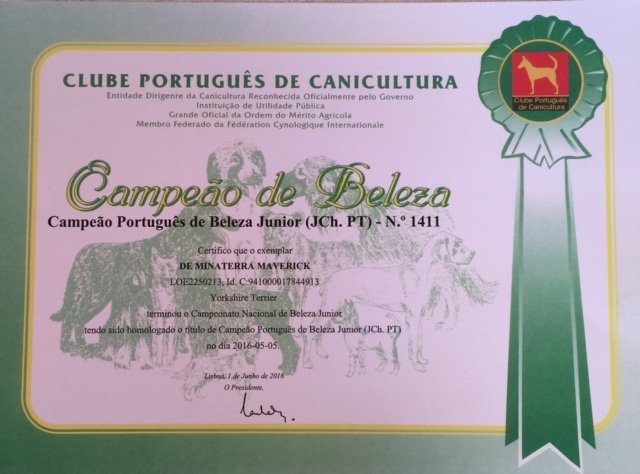 CLUBE PORTUGUÊS DE CANICULTURA
Entidade Dirigente da Canicultura Reconhecida Oficialmente pelo Governo
Instituição de Utilidade Pública
Grande Oficial da Ordem do Mérito Agrícola
Membro Federado da Fédération Cynologique Internationale
Clube Português
de Canicultura
Campeão de Beleza
Campeão Português de Beleza Junior (JCh. PT) - N.º 1411
Certifico que o exemplar
DE MINATERRA MAVERICK
LOE2250213, Id. C:941000017844913
Yorkshire Terrier
terminou o Campeonato Nacional de Beleza Junior
tendo sido homologado o título de Campeão Português de Beleza Junior (JCh. PT)
no dia 2016-05-05.
Lisboa, 1 de Junho de 2016
O Presidente,